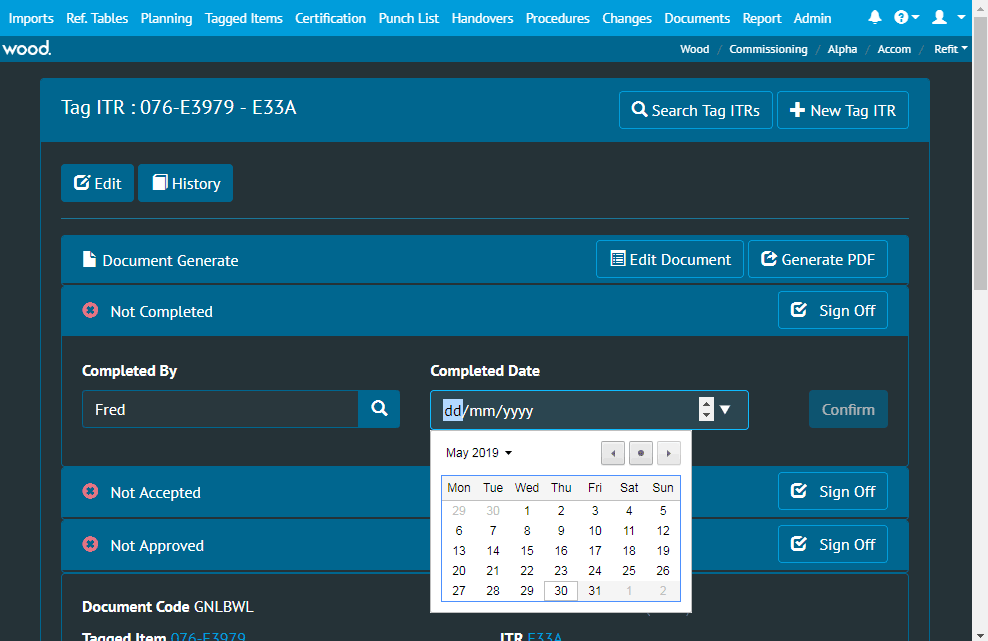 Imports Ref. Tables Planning Tagged Items Certification Punch List Handovers Procedures Changes Documents Report Admin
wood. Wood / Commissioning / Alpha / Accom / Refit
Tag ITR : 076-E3979 - E33A Search Tag ITRs New Tag ITR
Edit History
Document Generate Edit Document Generate PDF
Not Completed Sign Off
Completed By Completed Date
Fred dd/mm/yyyy Confirm
May 2019
Mon Tue Wed Thu Fri Sat Sun
29 30 1 2 3 4 5
6 7 8 9 10 11 12
13 14 15 16 17 18 19
20 21 22 23 24 25 26
27 28 29 30 31 1 2
Not Accepted Sign Off
Not Approved Sign Off
Document Code GNLBWL
Tagged Item 076-E3979 ITR E33A